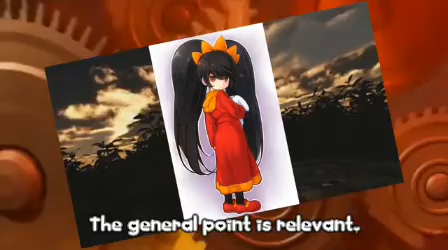 The general point is relevant.